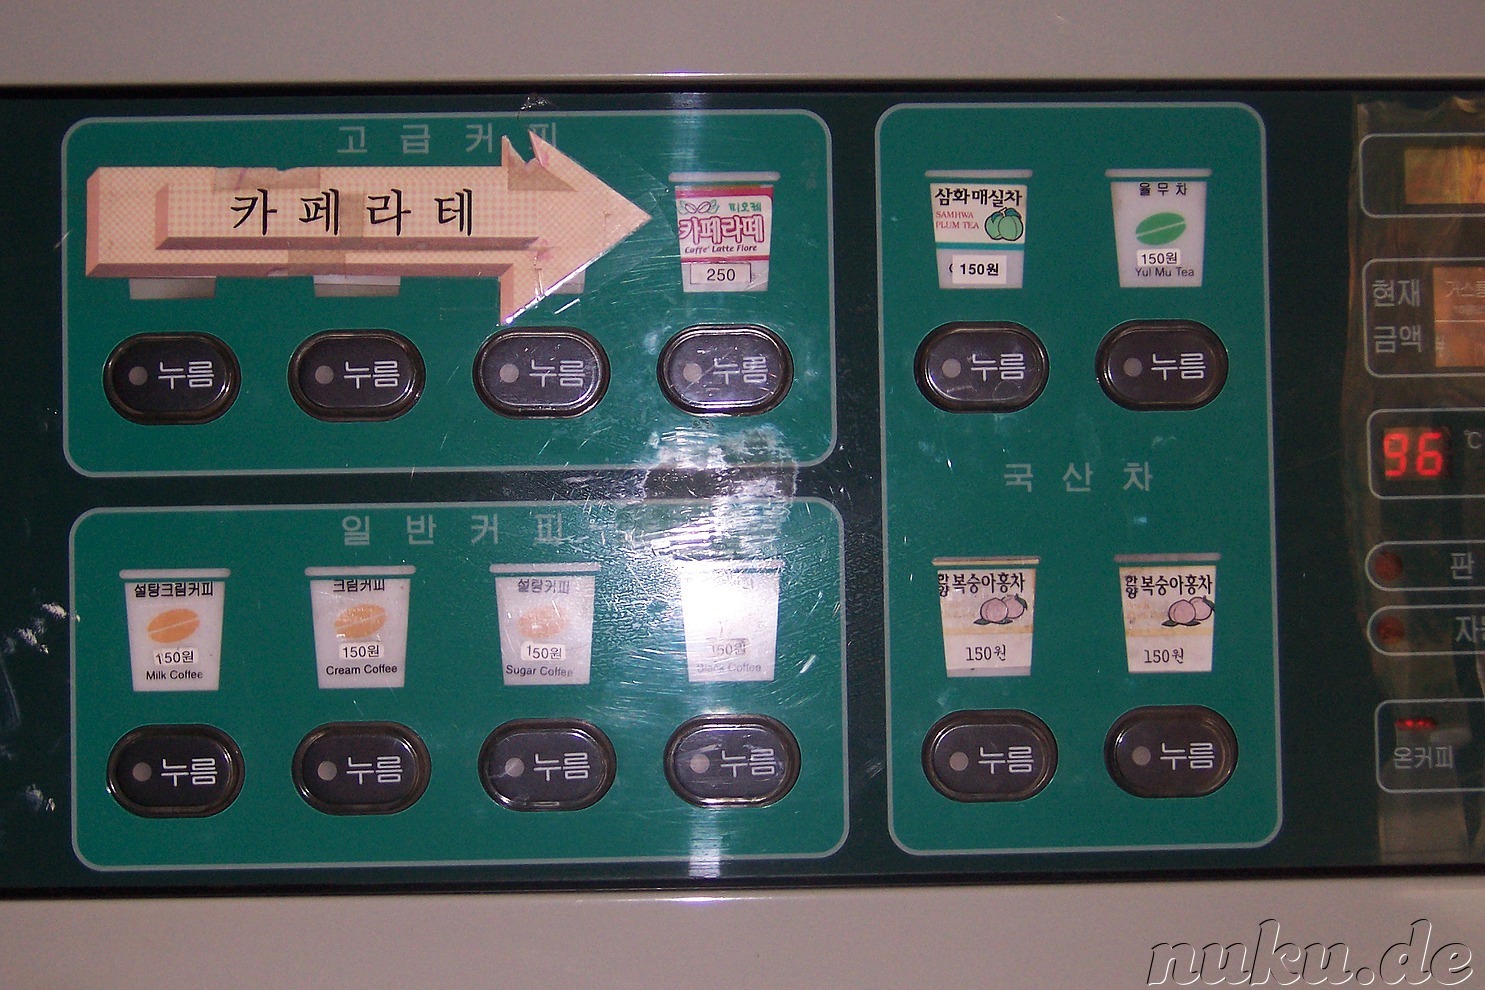 고급커피
카페라테
피오레
카페라떼
Caffe' Latte Fiore
250
누름
누름
누름
누름
일반커피
설탕크림커피
150원
Milk Coffee
크림커피
150원
Cream Coffee
설탕커피
150원
Sugar Coffee
150원
Black Coffee
누름
누름
누름
누름
삼화매실차
SAMHWA
PLUM TEA
150원
율무차
150원
Yul Mu Tea
누름
누름
국산차
복숭아홍차
150원
복숭아홍차
150원
누름
누름
현재
금액
96
℃
판
온커피
nuku.de